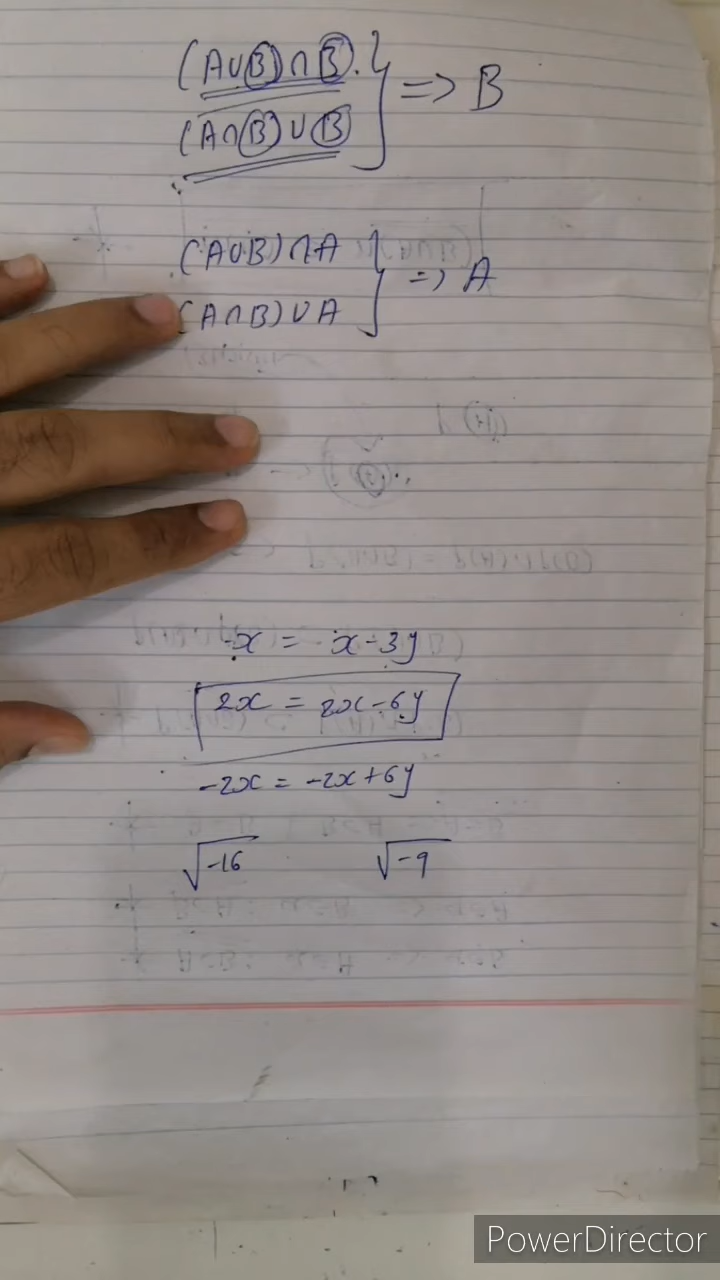 (A∪B)∩B.
(A∩B)∪B
} => B
(A∪B)∩A
(A∩B)∪A
} => A
-x = x-3y
2x = 2x-6y
-2x = -2x+6y
√-16 √-9
PowerDirector